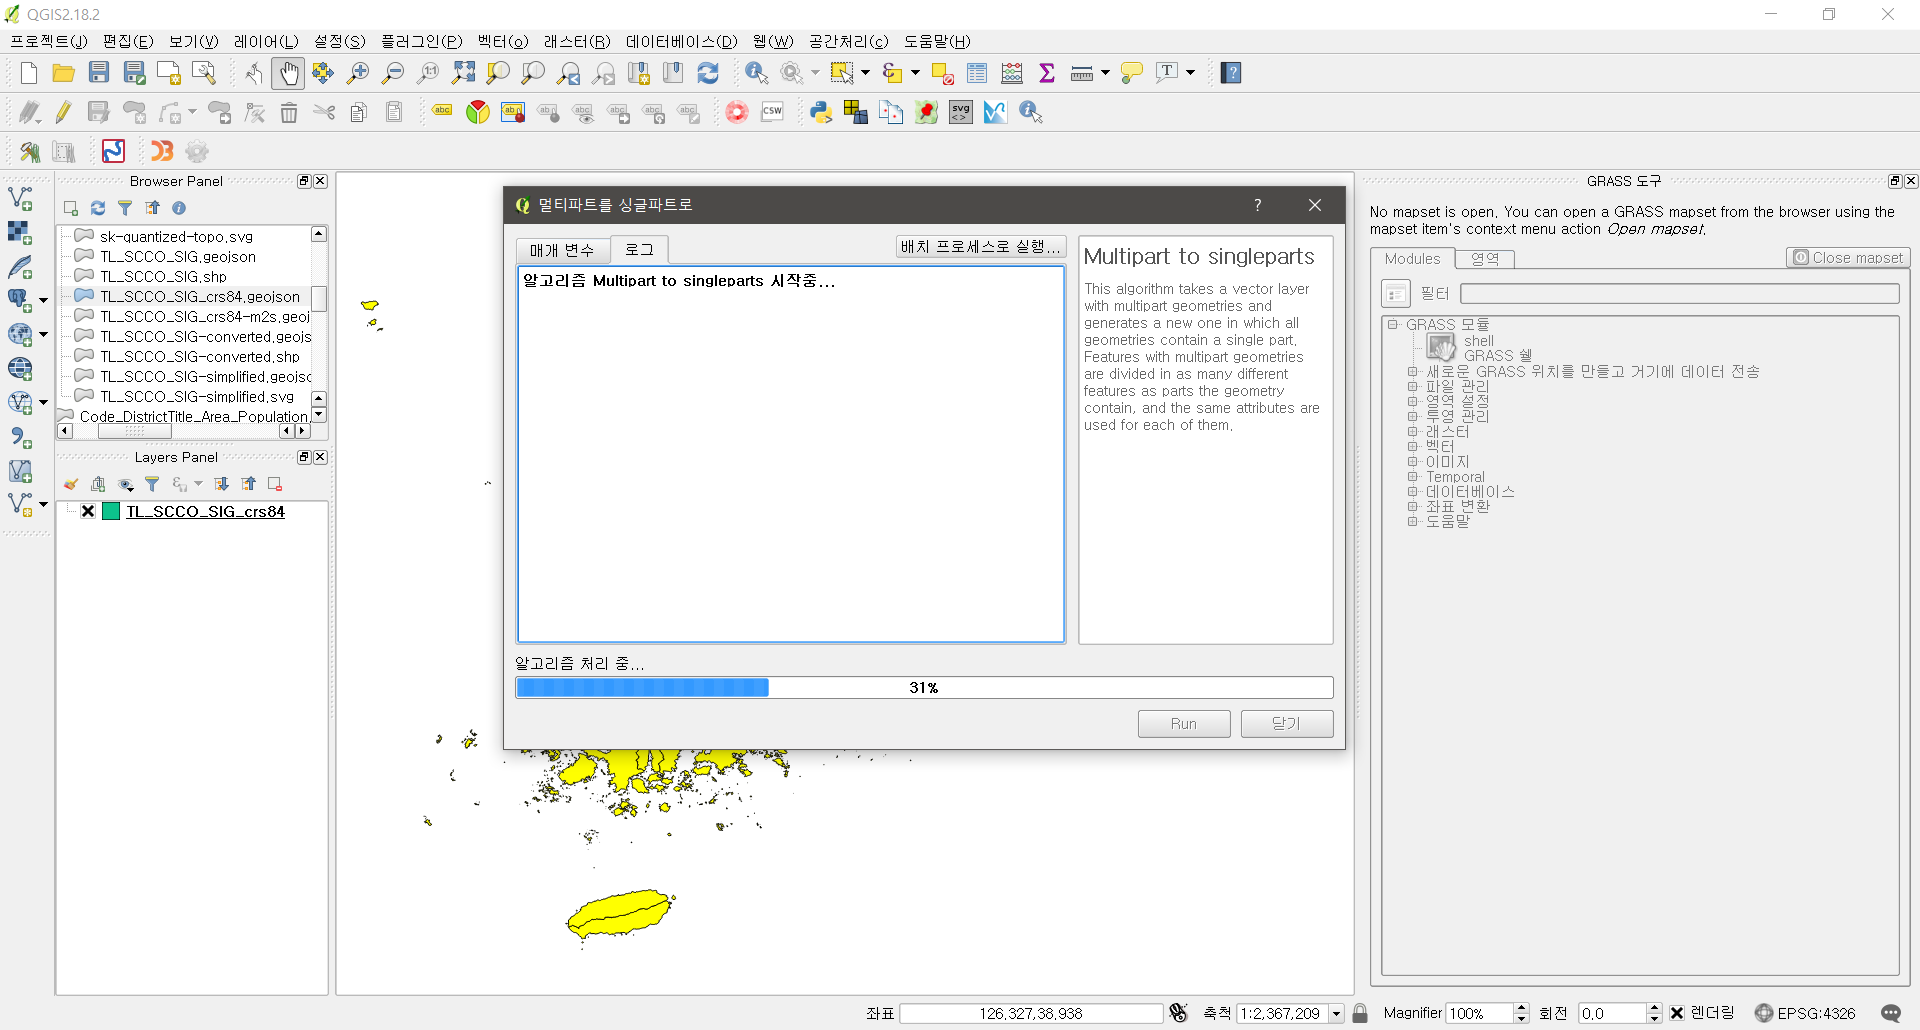 QGIS2.18.2
프로젝트(J) 편집(E) 보기(V) 레이어(L) 설정(S) 플러그인(P) 벡터(o) 래스터(R) 데이터베이스(D) 웹(W) 공간처리(c) 도움말(H)
Browser Panel
sk-quantized-topo.svg
TL_SCCO_SIG.geojson
TL_SCCO_SIG.shp
TL_SCCO_SIG_crs84.geojson
TL_SCCO_SIG_crs84-m2s.geoj
TL_SCCO_SIG-converted.geojs
TL_SCCO_SIG-converted.shp
TL_SCCO_SIG-simplified.geojsc
TL_SCCO_SIG-simplified.svg
Code_DistrictTitle_Area_Population.
Layers Panel
TL_SCCO_SIG_crs84
멀티파트를 싱글파트로
매개 변수 로그 배치 프로세스로 실행...
알고리즘 Multipart to singleparts 시작중...
Multipart to singleparts
This algorithm takes a vector layer
with multipart geometries and
generates a new one in which all
geometries contain a single part.
Features with multipart geometries
are divided in as many different
features as parts the geometry
contain, and the same attributes are
used for each of them.
알고리즘 처리 중...
31%
Run 닫기
GRASS 도구
No mapset is open. You can open a GRASS mapset from the browser using the
mapset item's context menu action Open mapset.
Modules 영역 Close mapset
필터
GRASS 모듈
shell
GRASS 쉘
새로운 GRASS 위치를 만들고 거기에 데이터 전송
파일 관리
영역 설정
투영 관리
래스터
벡터
이미지
Temporal
데이터베이스
좌표 변환
도움말
좌표 126.327,38.938 축척 1:2,367,209 Magnifier 100% 회전 0.0 렌더링 EPSG:4326